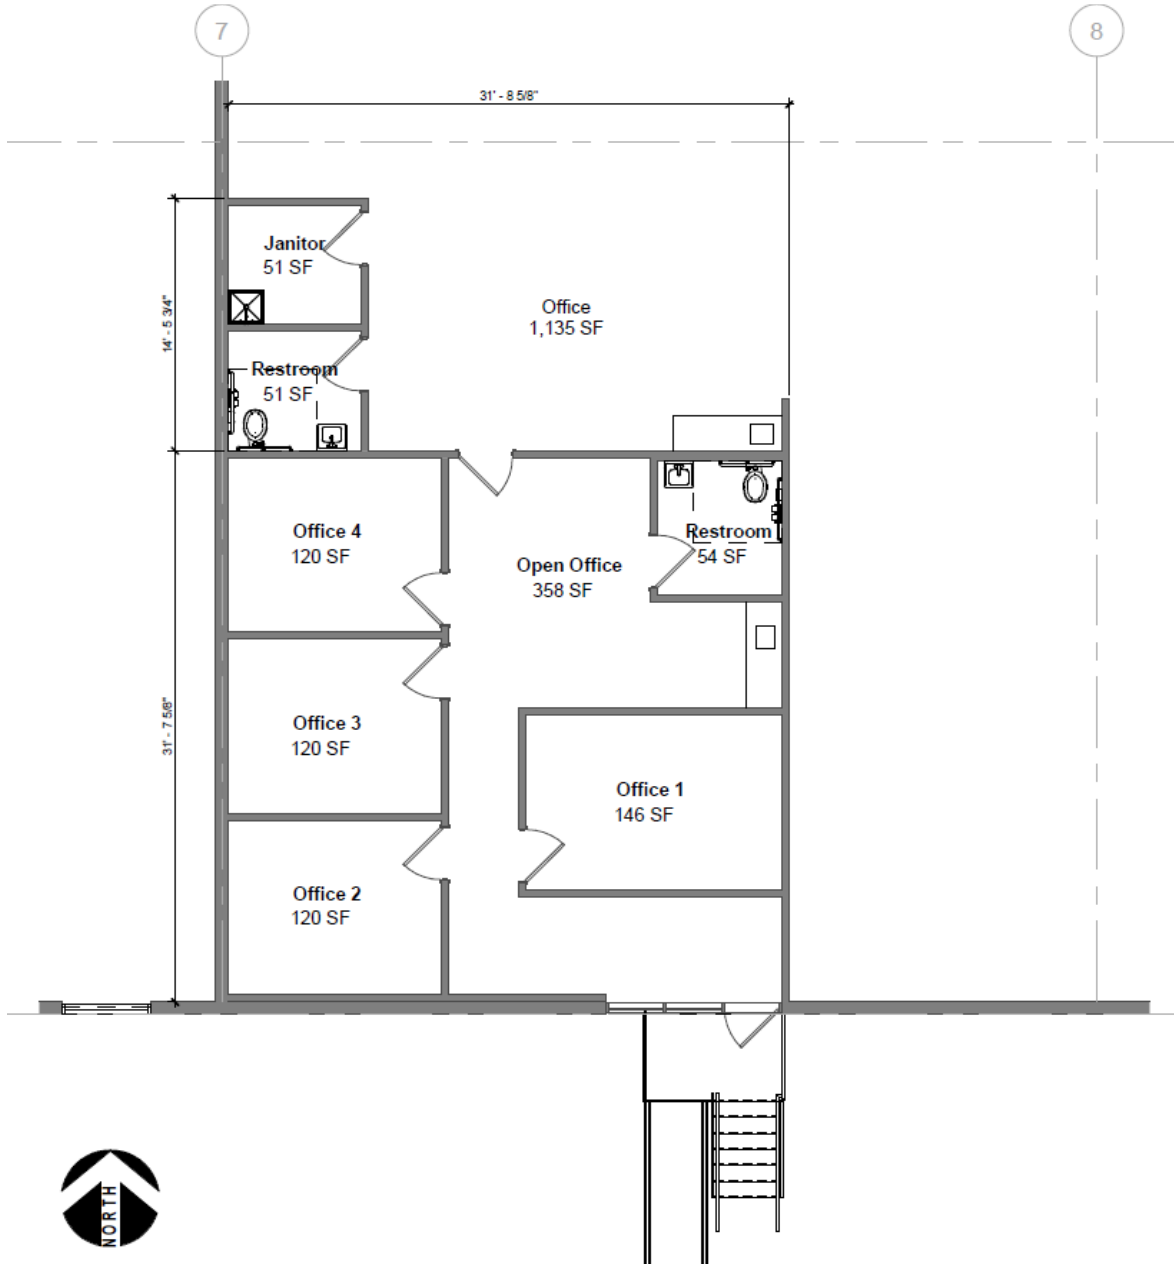 7
8
31' - 8 5/8"
Janitor
51 SF
14' - 5 3/4"
Office
1,135 SF
Restroom
51 SF
Office 4
120 SF
Restroom
54 SF
Open Office
358 SF
31' - 7 5/8"
Office 3
120 SF
Office 1
146 SF
Office 2
120 SF
NORTH